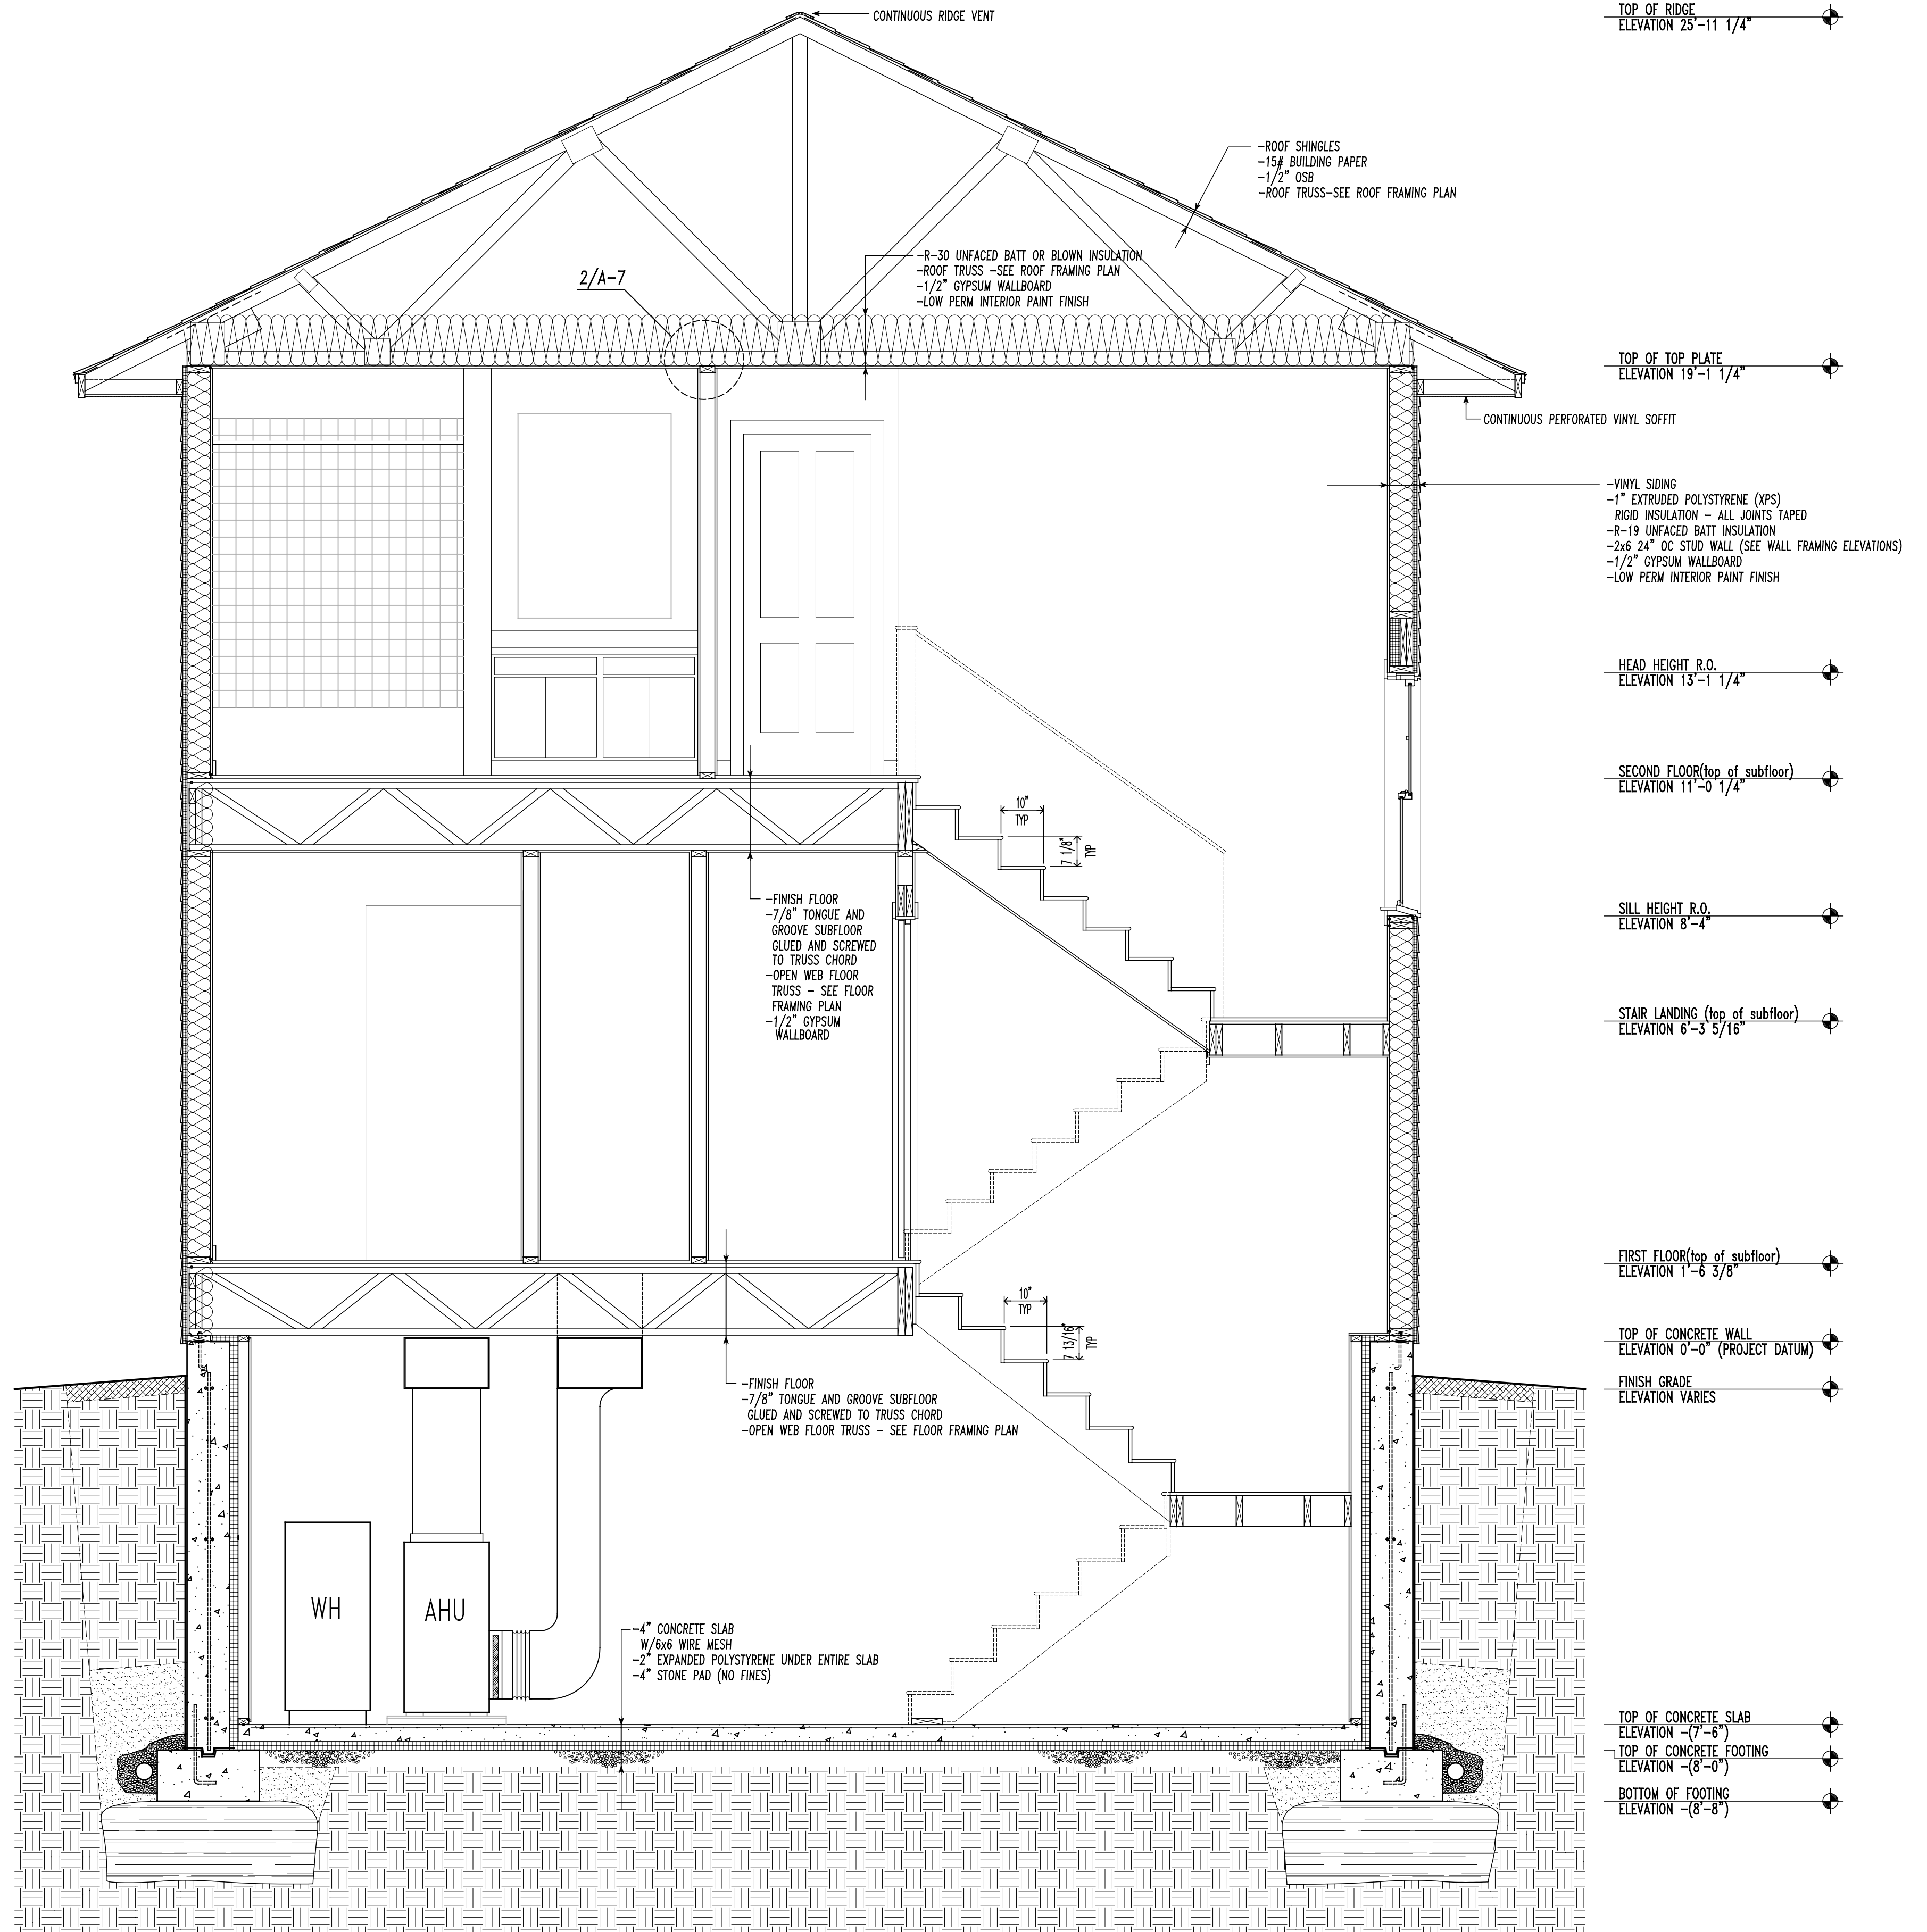 CONTINUOUS RIDGE VENT
TOP OF RIDGE
ELEVATION 25'-11 1/4"
-ROOF SHINGLES
-15# BUILDING PAPER
-1/2" OSB
-ROOF TRUSS-SEE ROOF FRAMING PLAN
-R-30 UNFACED BATT OR BLOWN INSULATION
-ROOF TRUSS -SEE ROOF FRAMING PLAN
-1/2" GYPSUM WALLBOARD
-LOW PERM INTERIOR PAINT FINISH
2/A-7
TOP OF TOP PLATE
ELEVATION 19'-1 1/4"
CONTINUOUS PERFORATED VINYL SOFFIT
-VINYL SIDING
-1" EXTRUDED POLYSTYRENE (XPS)
RIGID INSULATION - ALL JOINTS TAPED
-R-19 UNFACED BATT INSULATION
-2x6 24" OC STUD WALL (SEE WALL FRAMING ELEVATIONS)
-1/2" GYPSUM WALLBOARD
-LOW PERM INTERIOR PAINT FINISH
HEAD HEIGHT R.O.
ELEVATION 13'-1 1/4"
SECOND FLOOR(top of subfloor)
ELEVATION 11'-0 1/4"
10"
TYP
7 1/8"
TYP
-FINISH FLOOR
-7/8" TONGUE AND
GROOVE SUBFLOOR
GLUED AND SCREWED
TO TRUSS CHORD
-OPEN WEB FLOOR
TRUSS - SEE FLOOR
FRAMING PLAN
-1/2" GYPSUM
WALLBOARD
SILL HEIGHT R.O.
ELEVATION 8'-4"
STAIR LANDING (top of subfloor)
ELEVATION 6'-3 5/16"
FIRST FLOOR(top of subfloor)
ELEVATION 1'-6 3/8"
10"
TYP
7 13/16"
TYP
TOP OF CONCRETE WALL
ELEVATION 0'-0" (PROJECT DATUM)
FINISH GRADE
ELEVATION VARIES
-FINISH FLOOR
-7/8" TONGUE AND GROOVE SUBFLOOR
GLUED AND SCREWED TO TRUSS CHORD
-OPEN WEB FLOOR TRUSS - SEE FLOOR FRAMING PLAN
WH
AHU
-4" CONCRETE SLAB
W/6x6 WIRE MESH
-2" EXPANDED POLYSTYRENE UNDER ENTIRE SLAB
-4" STONE PAD (NO FINES)
TOP OF CONCRETE SLAB
ELEVATION -(7'-6")
TOP OF CONCRETE FOOTING
ELEVATION -(8'-0")
BOTTOM OF FOOTING
ELEVATION -(8'-8")